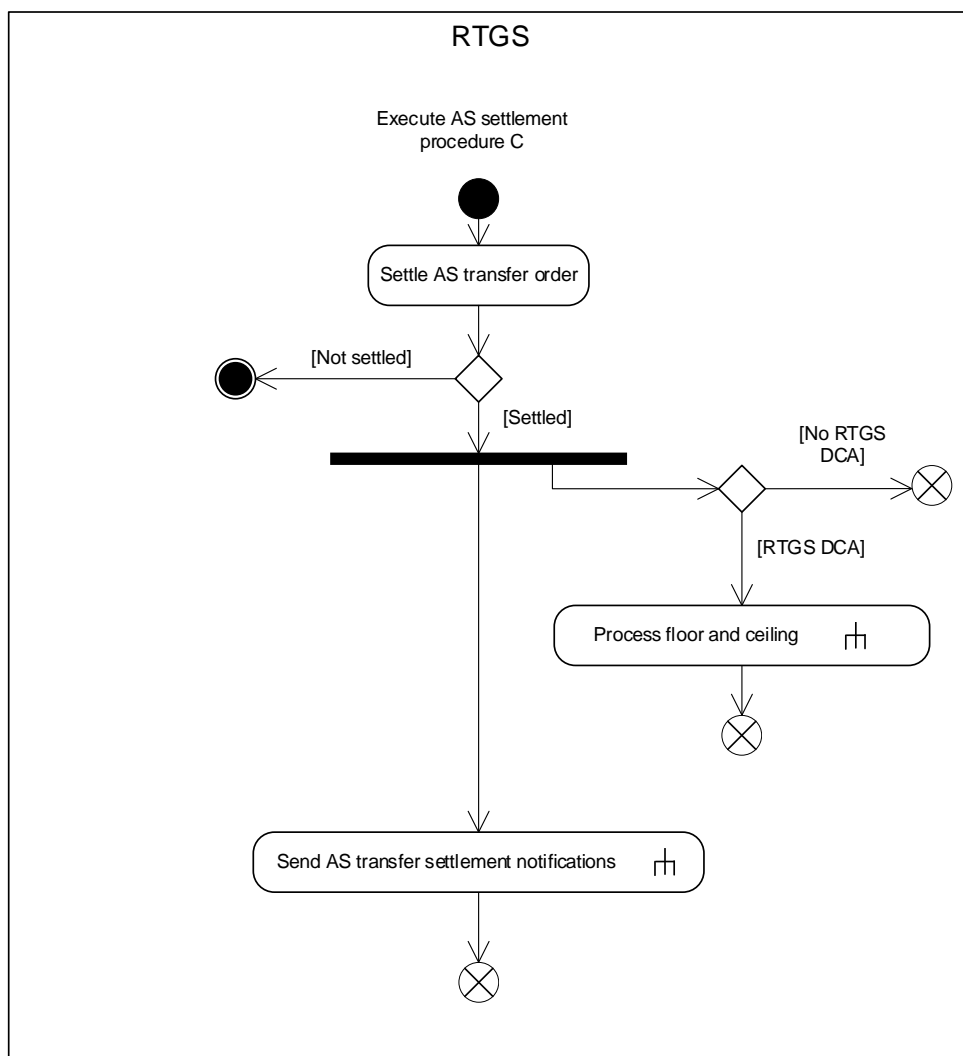 RTGS
Execute AS settlement
procedure C
Settle AS transfer order
[Not settled]
[Settled]
[No RTGS
DCA]
[RTGS DCA]
Process floor and ceiling
Send AS transfer settlement notifications